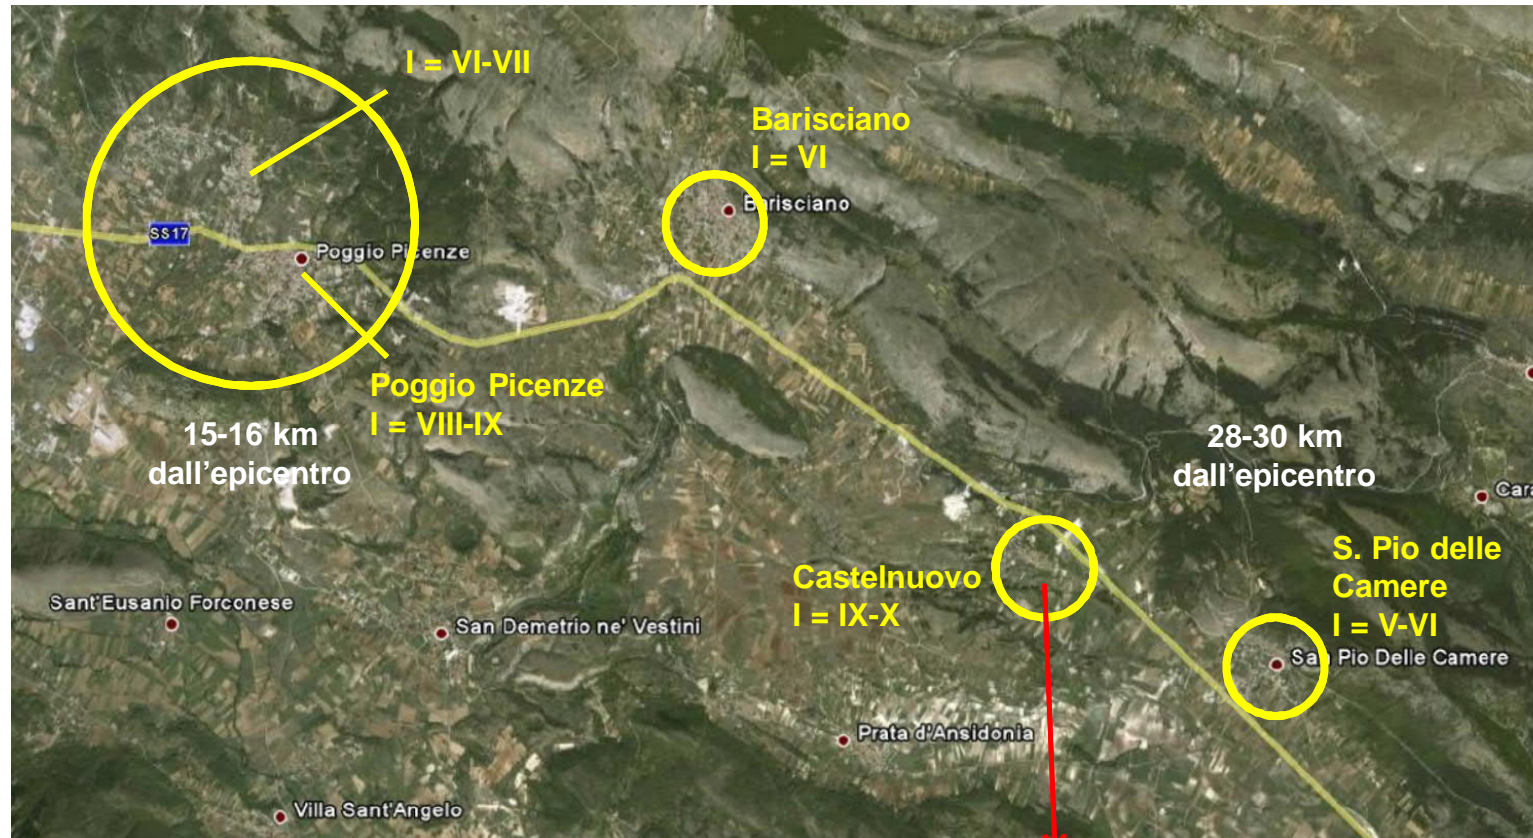 I = VI-VII
Barisciano
I = VI
Barisciano
SS17
Poggio Picenze
Poggio Picenze
I = VIII-IX
15-16 km
dall'epicentro
28-30 km
dall'epicentro
Castelnuovo
I = IX-X
S. Pio delle
Camere
I = V-VI
San Pio Delle Camere
Sant'Eusanio Forconese
San Demetrio ne' Vestini
Prata d'Ansidonia
Villa Sant'Angelo